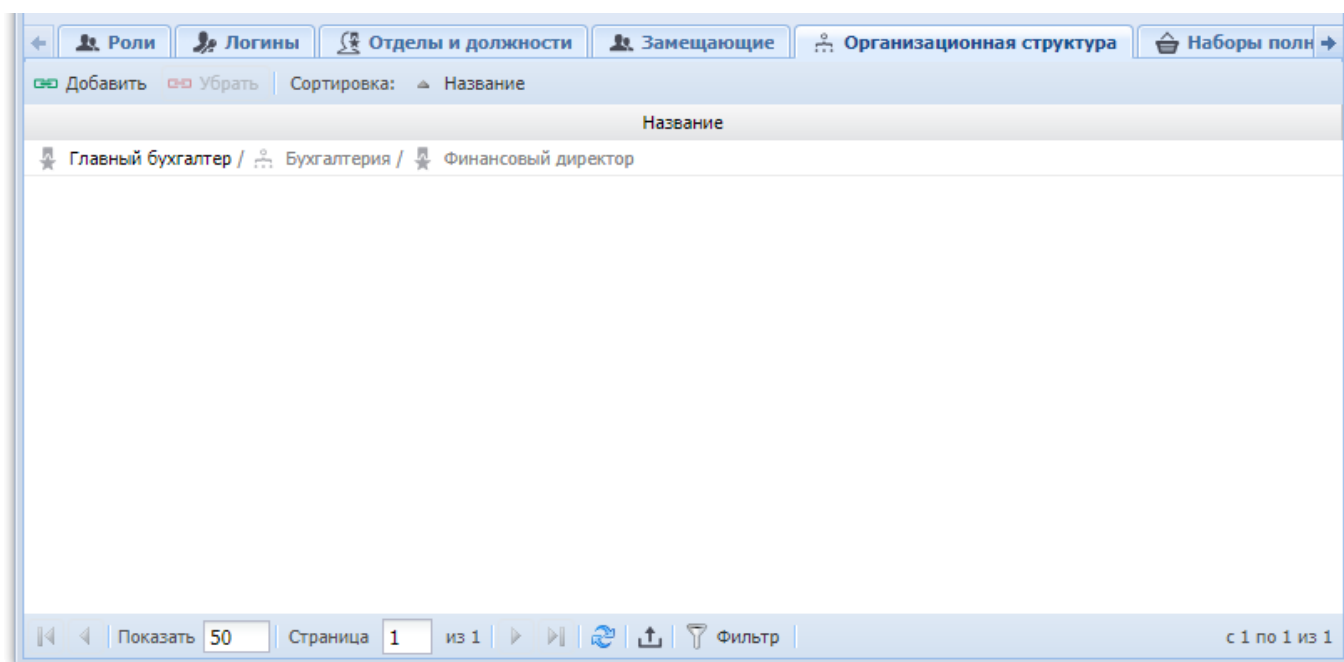 Роли Логины Отделы и должности Замещающие Организационная структура Наборы полн
Добавить Убрать Сортировка: Название
Название
Главный бухгалтер / Бухгалтерия / Финансовый директор
Показать 50 Страница 1 из 1 Фильтр с 1 по 1 из 1